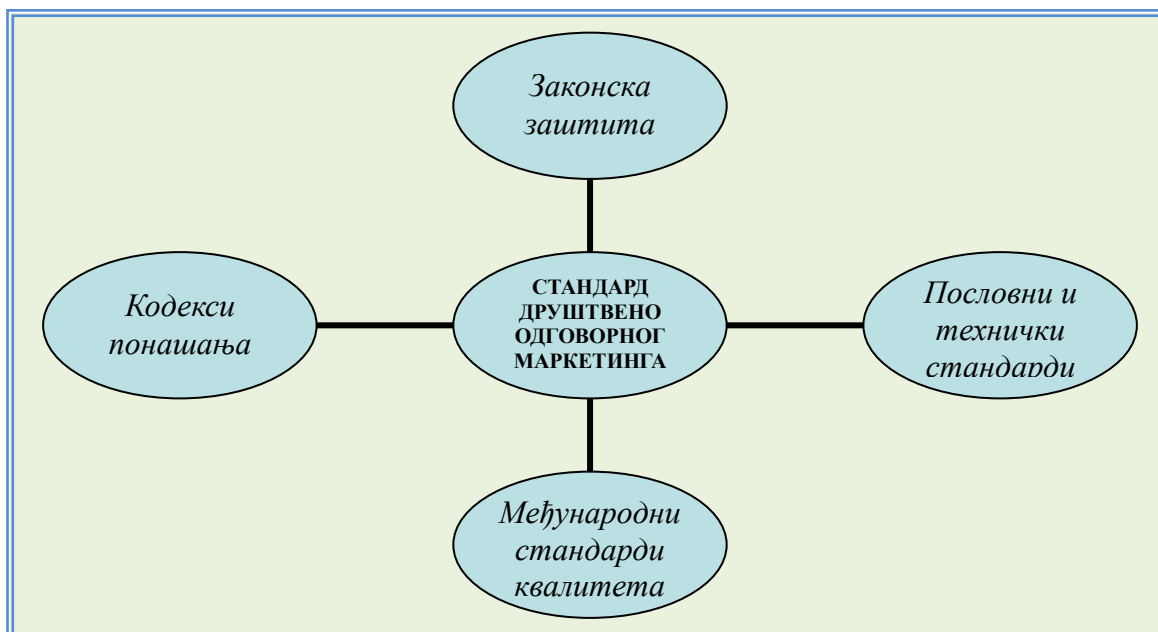 Законска
заштита
Кодекси
понашања
СТАНДАРД
ДРУШТВЕНО
ОДГОВОРНОГ
МАРКЕТИНГА
Пословни и
технички
стандарди
Међународни
стандарди
квалитета